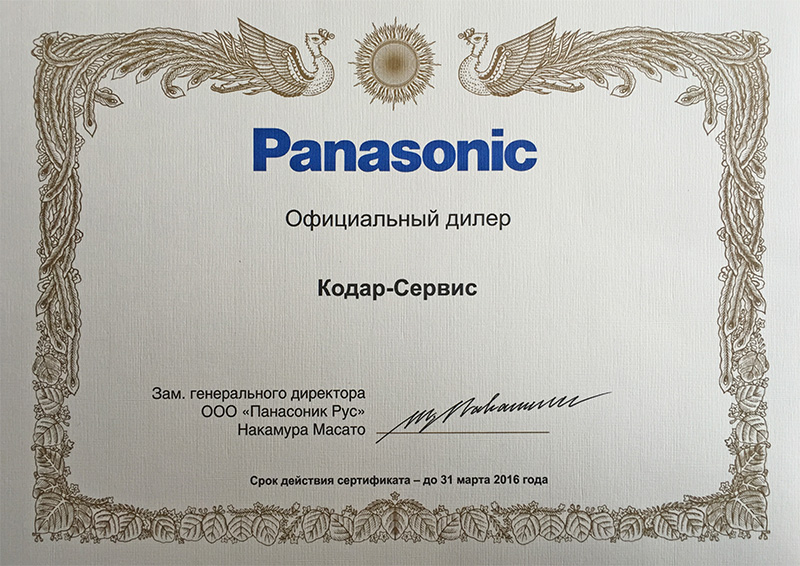 Panasonic
Официальный дилер
Кодар-Сервис
Зам. генерального директора
ООО «Панасоник Рус»
Накамура Масато
Срок действия сертификата – до 31 марта 2016 года